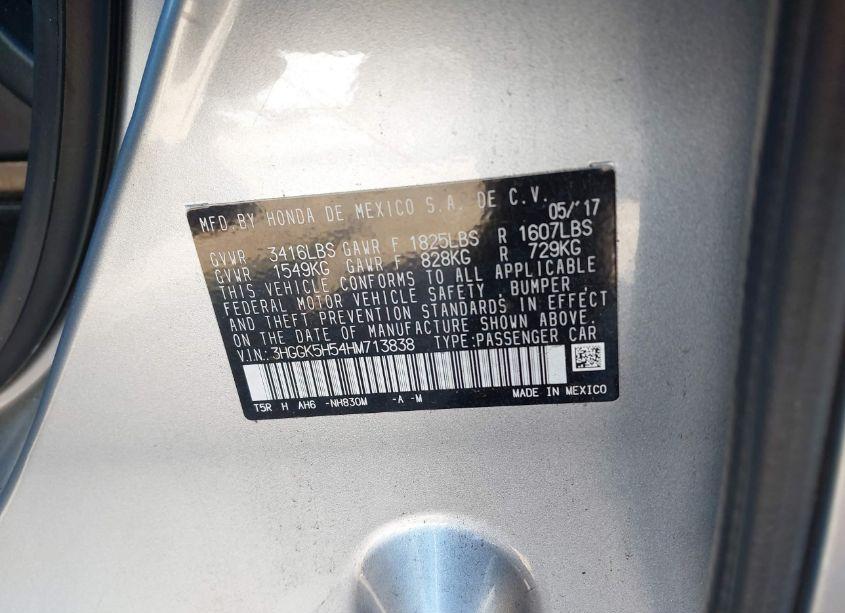 MFD.BY HONDA DE MEXICO S.A. DE C.V.
05/'17
GVWR 3416LBS GAWR F 1825LBS R 1607LBS
GVWR 1549KG GAWR F 828KG R 729KG
THIS VEHICLE CONFORMS TO ALL APPLICABLE
FEDERAL MOTOR VEHICLE SAFETY, BUMPER
AND THEFT PREVENTION STANDARDS IN EFFECT
ON THE DATE OF MANUFACTURE SHOWN ABOVE.
VIN:3HGGK5H54HM713838 TYPE:PASSENGER CAR
T5R H AH6 -NH830M -A -M MADE IN MEXICO